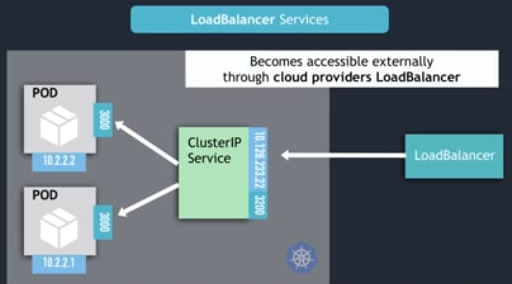 LoadBalancer Services
Becomes accessible externally
through cloud providers LoadBalancer
POD
3000
10.2.2.2
ClusterIP
Service
10.128.233.22
3200
LoadBalancer
POD
3000
10.2.2.1